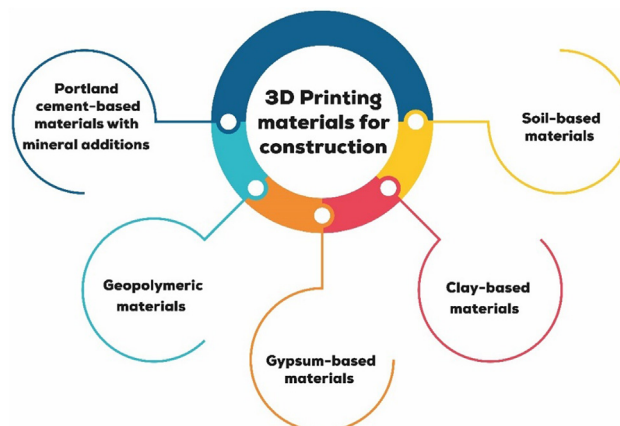 3D Printing
materials for
construction
Portland
cement-based
materials with
mineral additions
Soil-based
materials
Geopolymeric
materials
Clay-based
materials
Gypsum-based
materials